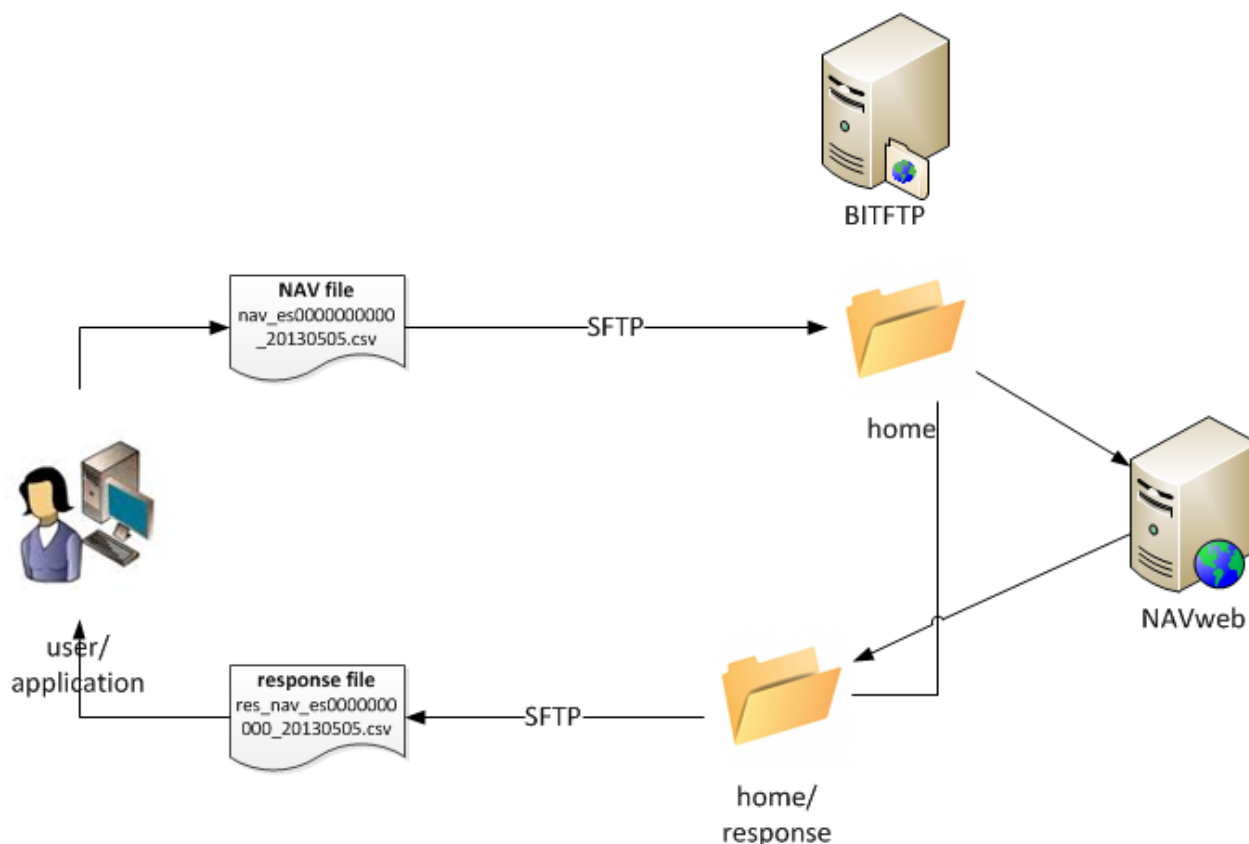 BITFTP
NAV file
nav_es0000000000
_20130505.csv
SFTP
home
NAVweb
user/
application
response file
res_nav_es0000000
000_20130505.csv
SFTP
home/
response